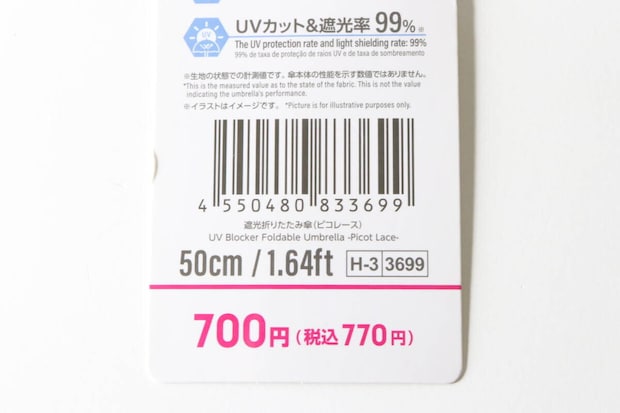 UVカット&遮光率 99%※
The UV protection rate and light shielding rate: 99%
99% de taxa de proteção de raios UV e de taxa de sombreamento
※生地の状態での計測値です。傘本体の性能を示す数値ではありません。
*This is the measured value as to the state of the fabric. This is not the value
indicating the umbrella's performance.
※イラストはイメージです。 *Picture is for illustrative purposes only.
4 550480 833699
遮光折りたたみ傘(ピコレース)
UV Blocker Foldable Umbrella -Picot Lace-
50cm / 1.64ft H-3 3699
700円(税込770円)